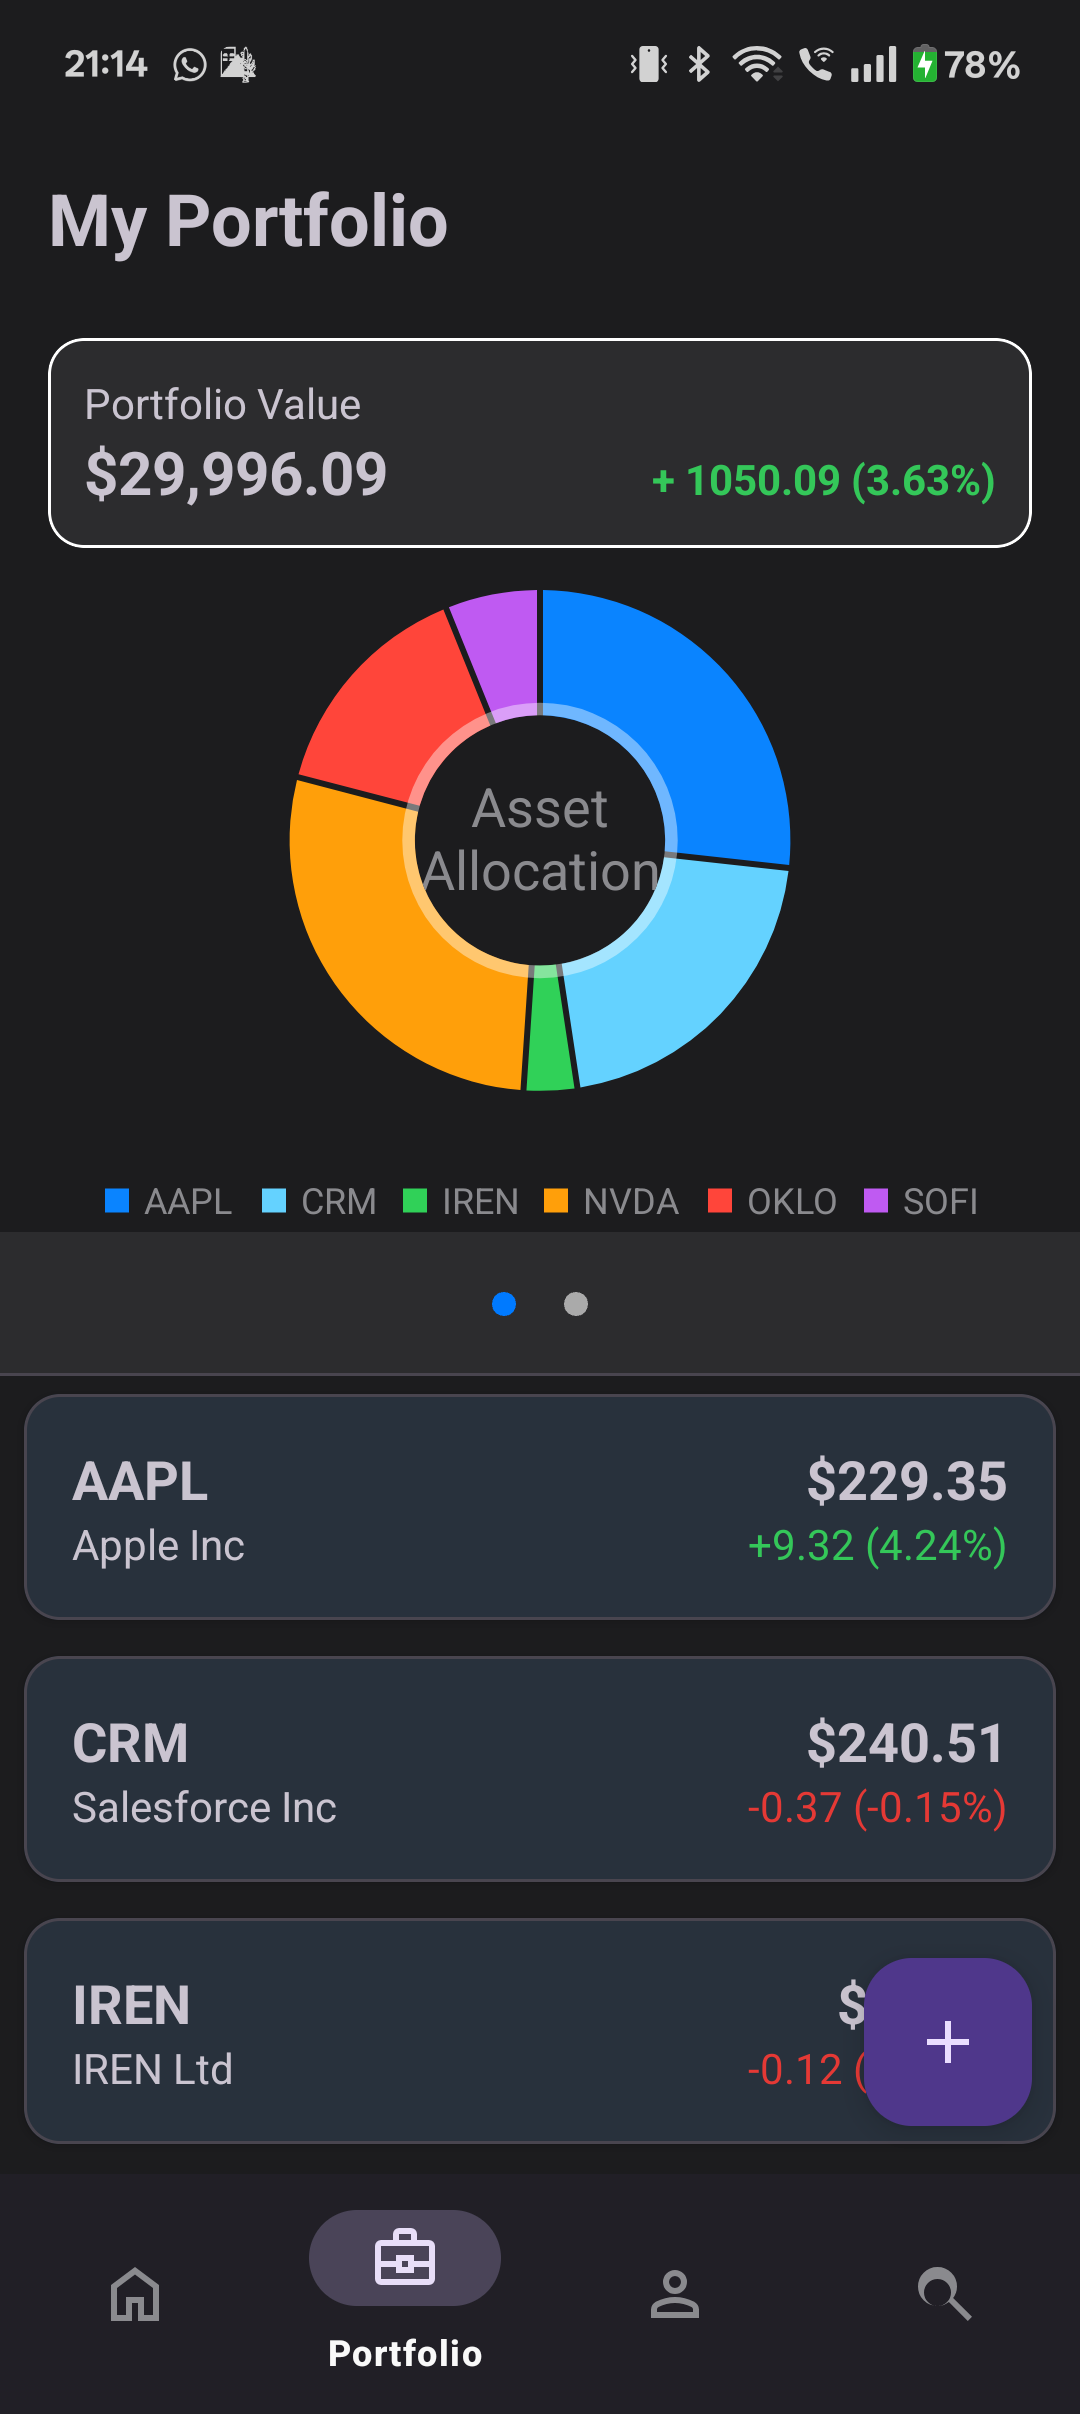 21:14
78%
My Portfolio
Portfolio Value
$29,996.09
+ 1050.09 (3.63%)
Asset
Allocation
AAPL CRM IREN NVDA OKLO SOFI
AAPL
$229.35
Apple Inc
+9.32 (4.24%)
CRM
$240.51
Salesforce Inc
-0.37 (-0.15%)
IREN
$
IREN Ltd
-0.12 (
+
Portfolio